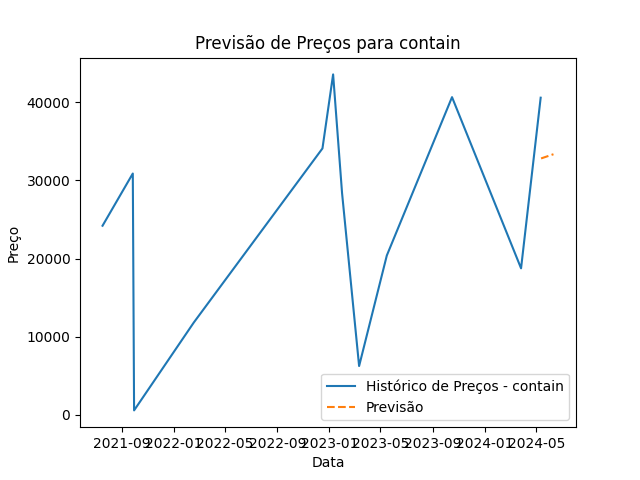 Previsão de Preços para contain
Preço
40000
30000
20000
10000
0
Histórico de Preços - contain
Previsão
2021-09 2022-01 2022-05 2022-09 2023-01 2023-05 2023-09 2024-01 2024-05
Data